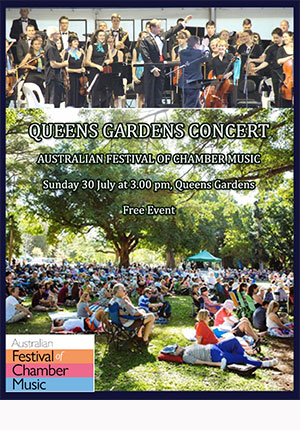 QUEENS GARDENS CONCERT
AUSTRALIAN FESTIVAL OF CHAMBER MUSIC
Sunday 30 July at 3.00 pm, Queens Gardens
Free Event
Australian
Festival of
Chamber
Music